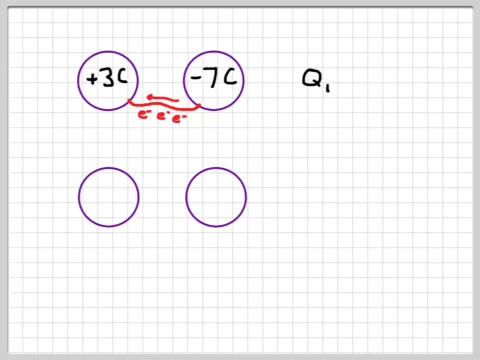 +3C -7C Q₁
e⁻ e⁻ e⁻